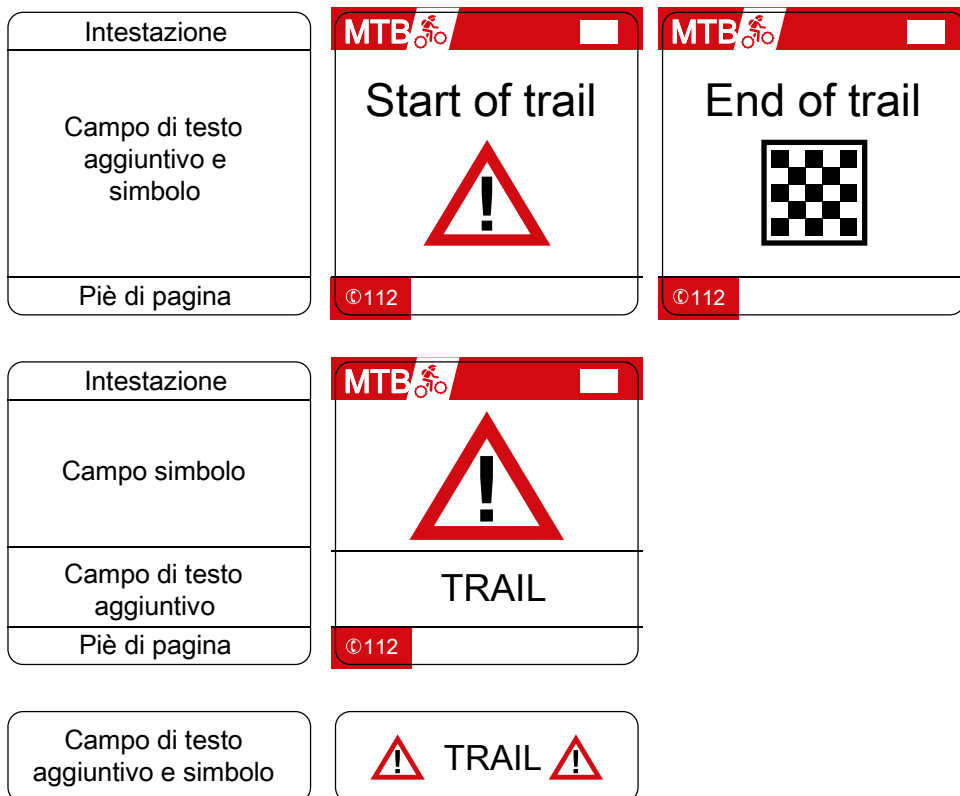 Intestazione
Campo di testo
aggiuntivo e
simbolo
Piè di pagina
MTB
Start of trail
!
✆112
MTB
End of trail
✆112
Intestazione
Campo simbolo
Campo di testo
aggiuntivo
Piè di pagina
MTB
!
TRAIL
✆112
Campo di testo
aggiuntivo e simbolo
! TRAIL !